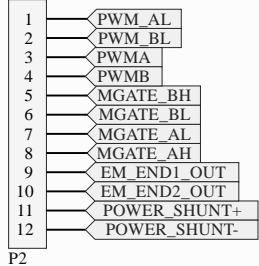 1 PWM_AL
2 PWM_BL
3 PWMA
4 PWMB
5 MGATE_BH
6 MGATE_BL
7 MGATE_AL
8 MGATE_AH
9 EM_END1_OUT
10 EM_END2_OUT
11 POWER_SHUNT+
12 POWER_SHUNT-
P2